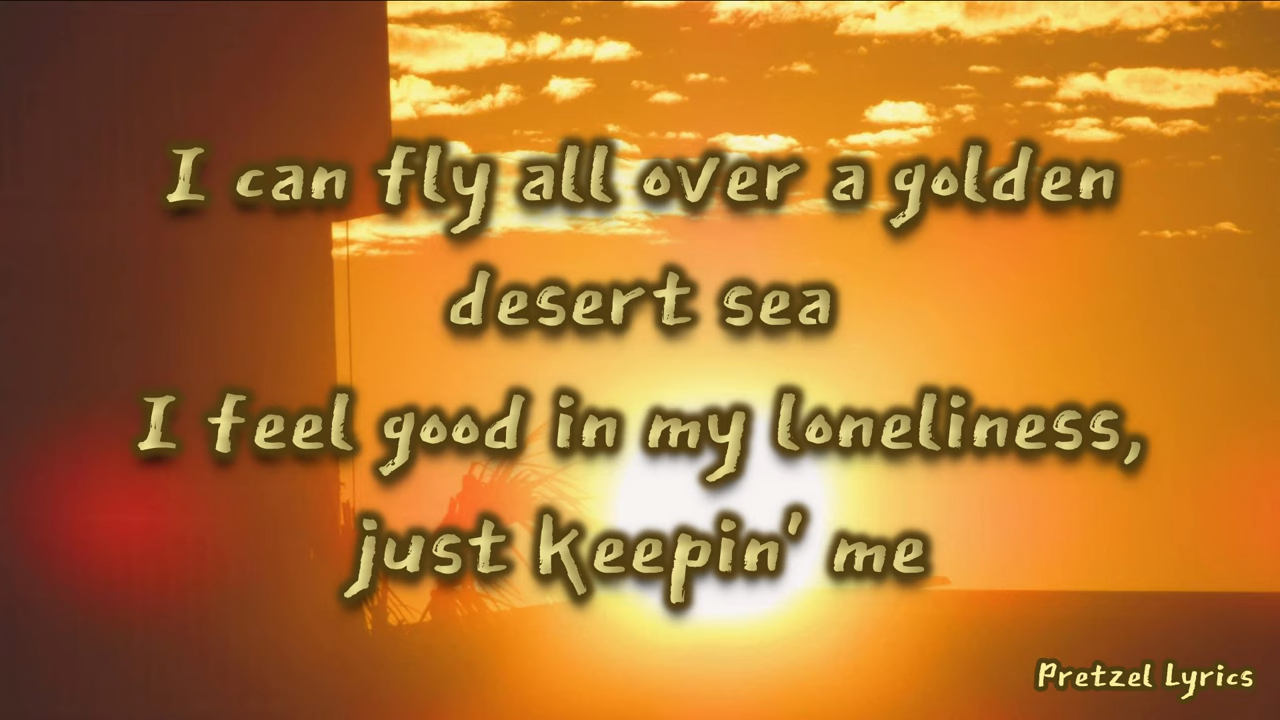 I can fly all over a golden
desert sea
I feel good in my loneliness,
just keepin' me
Pretzel Lyrics